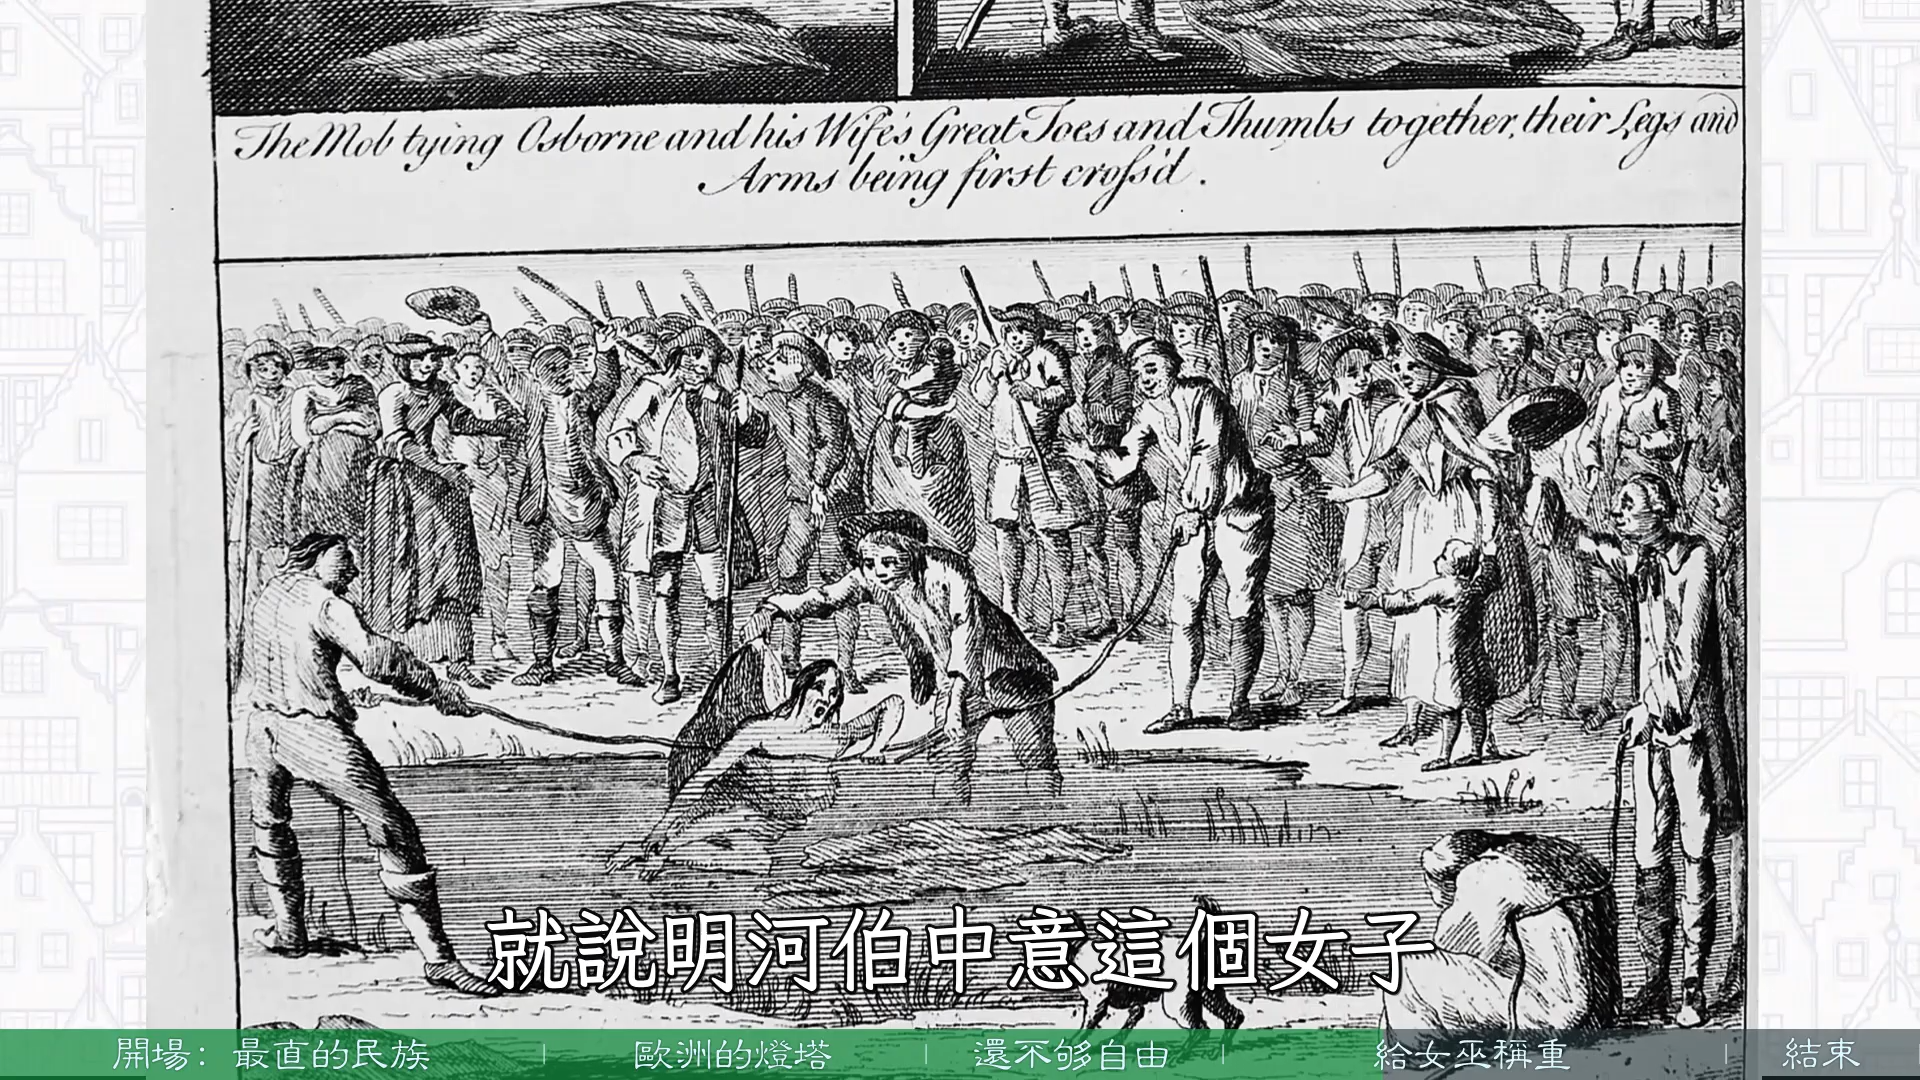 The Mob tying Osborne and his Wife's Great Toes and Thumbs together, their Legs and
Arms being first cross'd.
就說明河伯中意這個女子
開場：最直的民族
歐洲的燈塔
還不够自由
給女巫稱重
結束